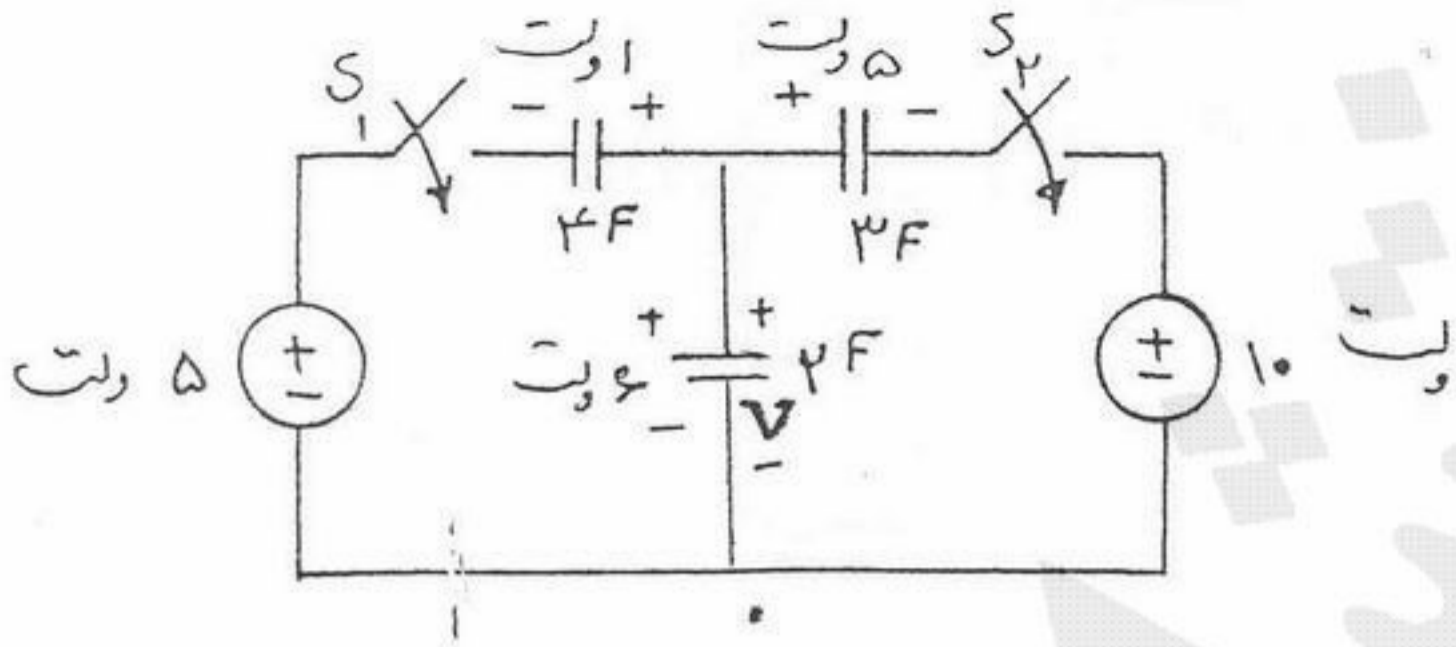 ۱ ولت
۵ ولت
S۱
S۲
- +
+ -
۴F
۳F
۵ ولت
+
-
۶ ولت
+
-
+
۲F
V
-
+
-
۱۰ ولت